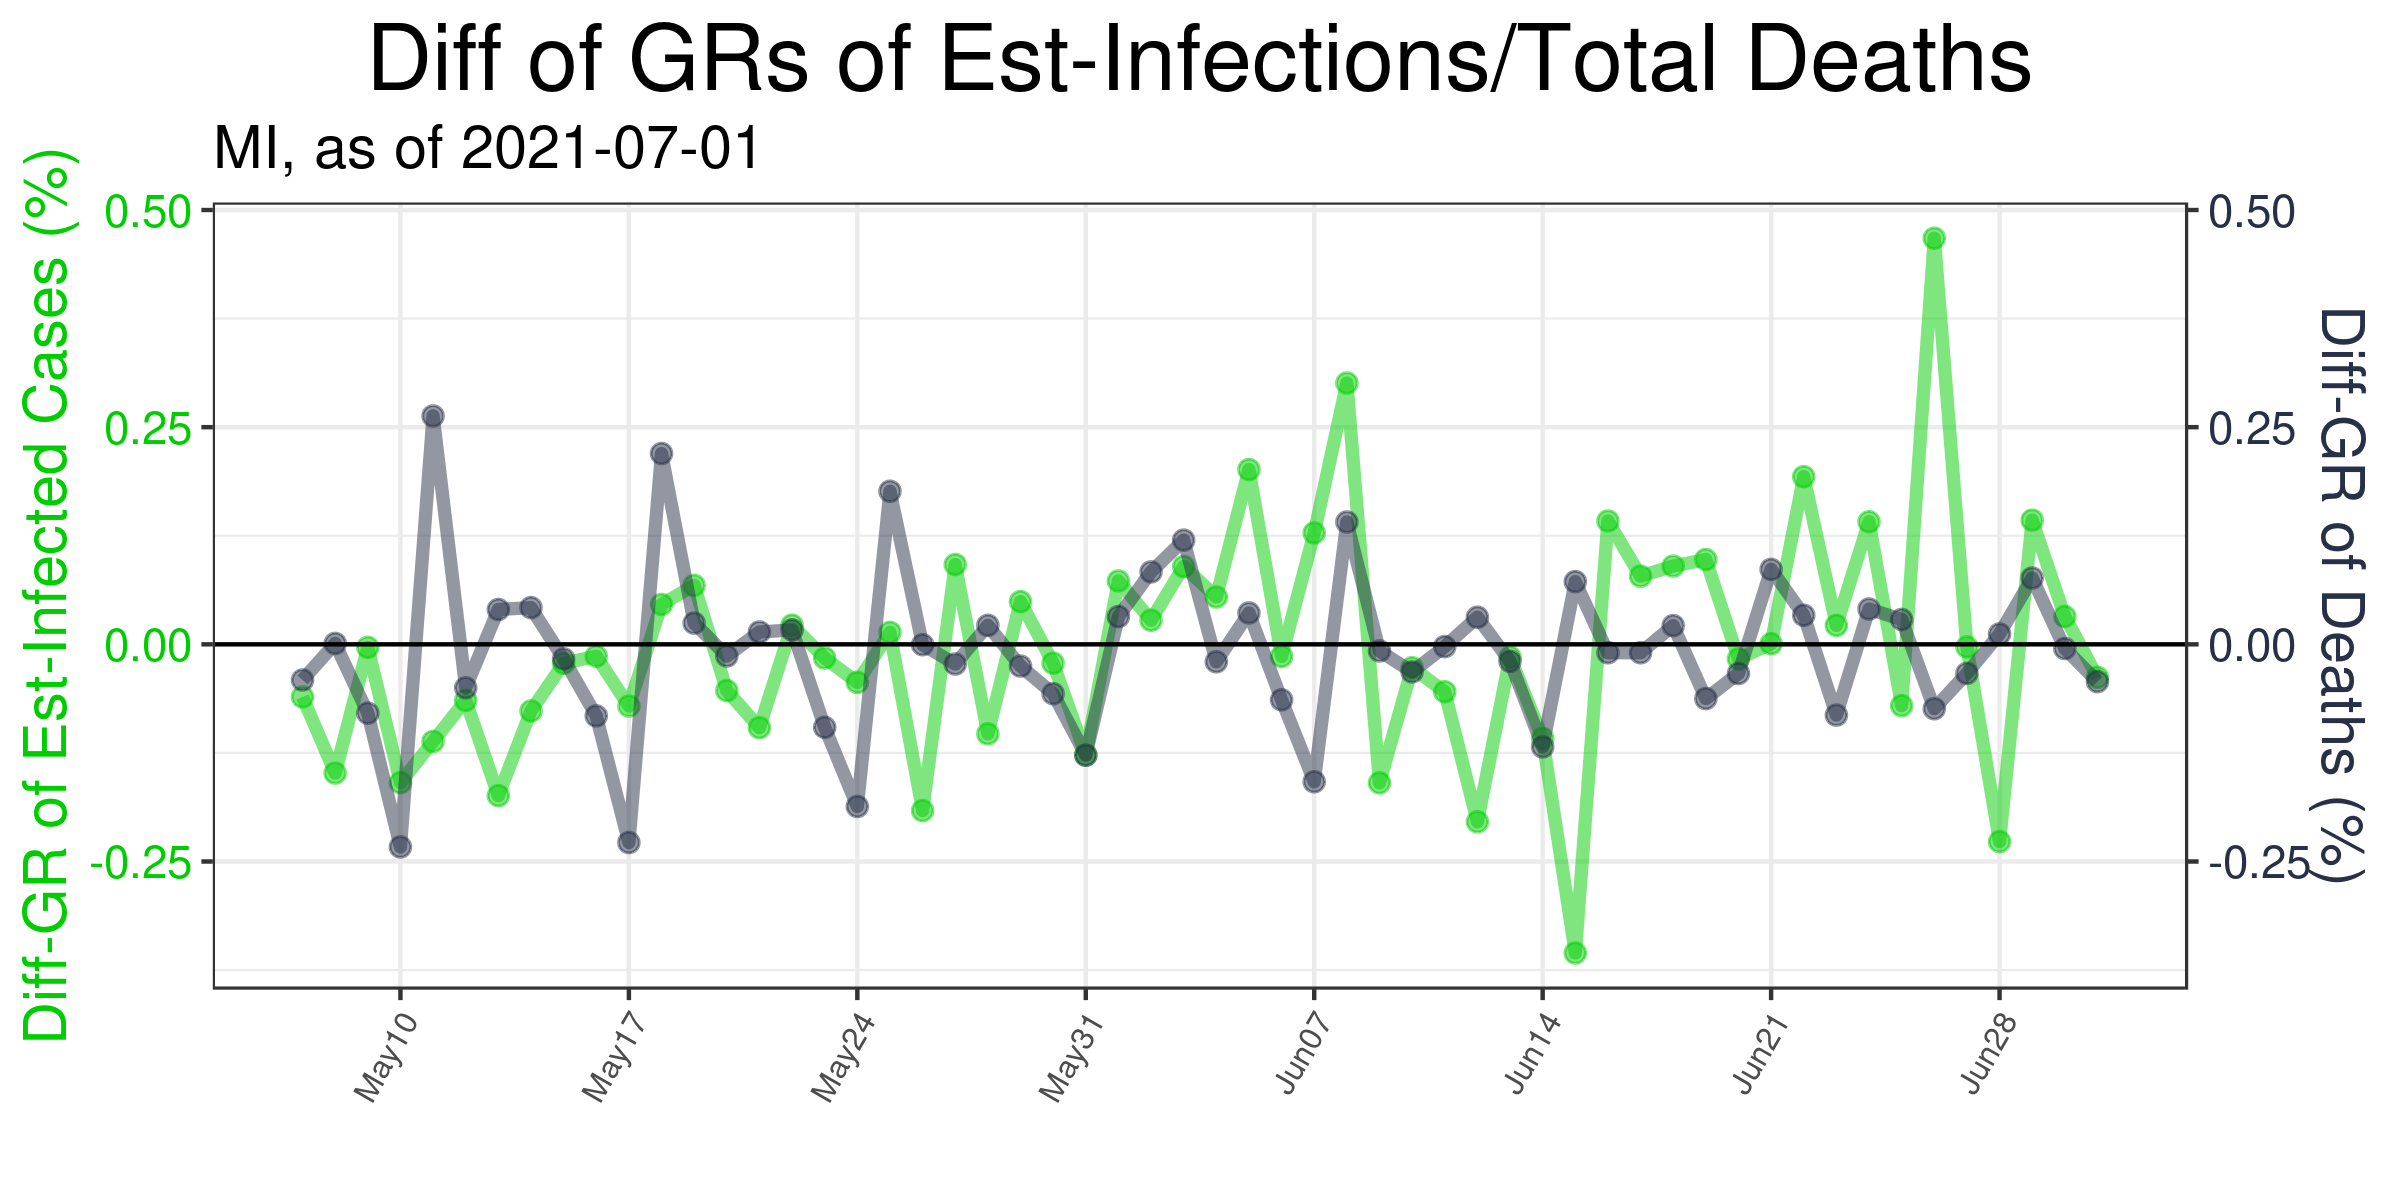 Diff of GRs of Est-Infections/Total Deaths
MI, as of 2021-07-01
Diff-GR of Est-Infected Cases (%)
0.50
0.25
0.00
-0.25
0.50
0.25
0.00
-0.25
Diff-GR of Deaths (%)
May10
May17
May24
May31
Jun07
Jun14
Jun21
Jun28